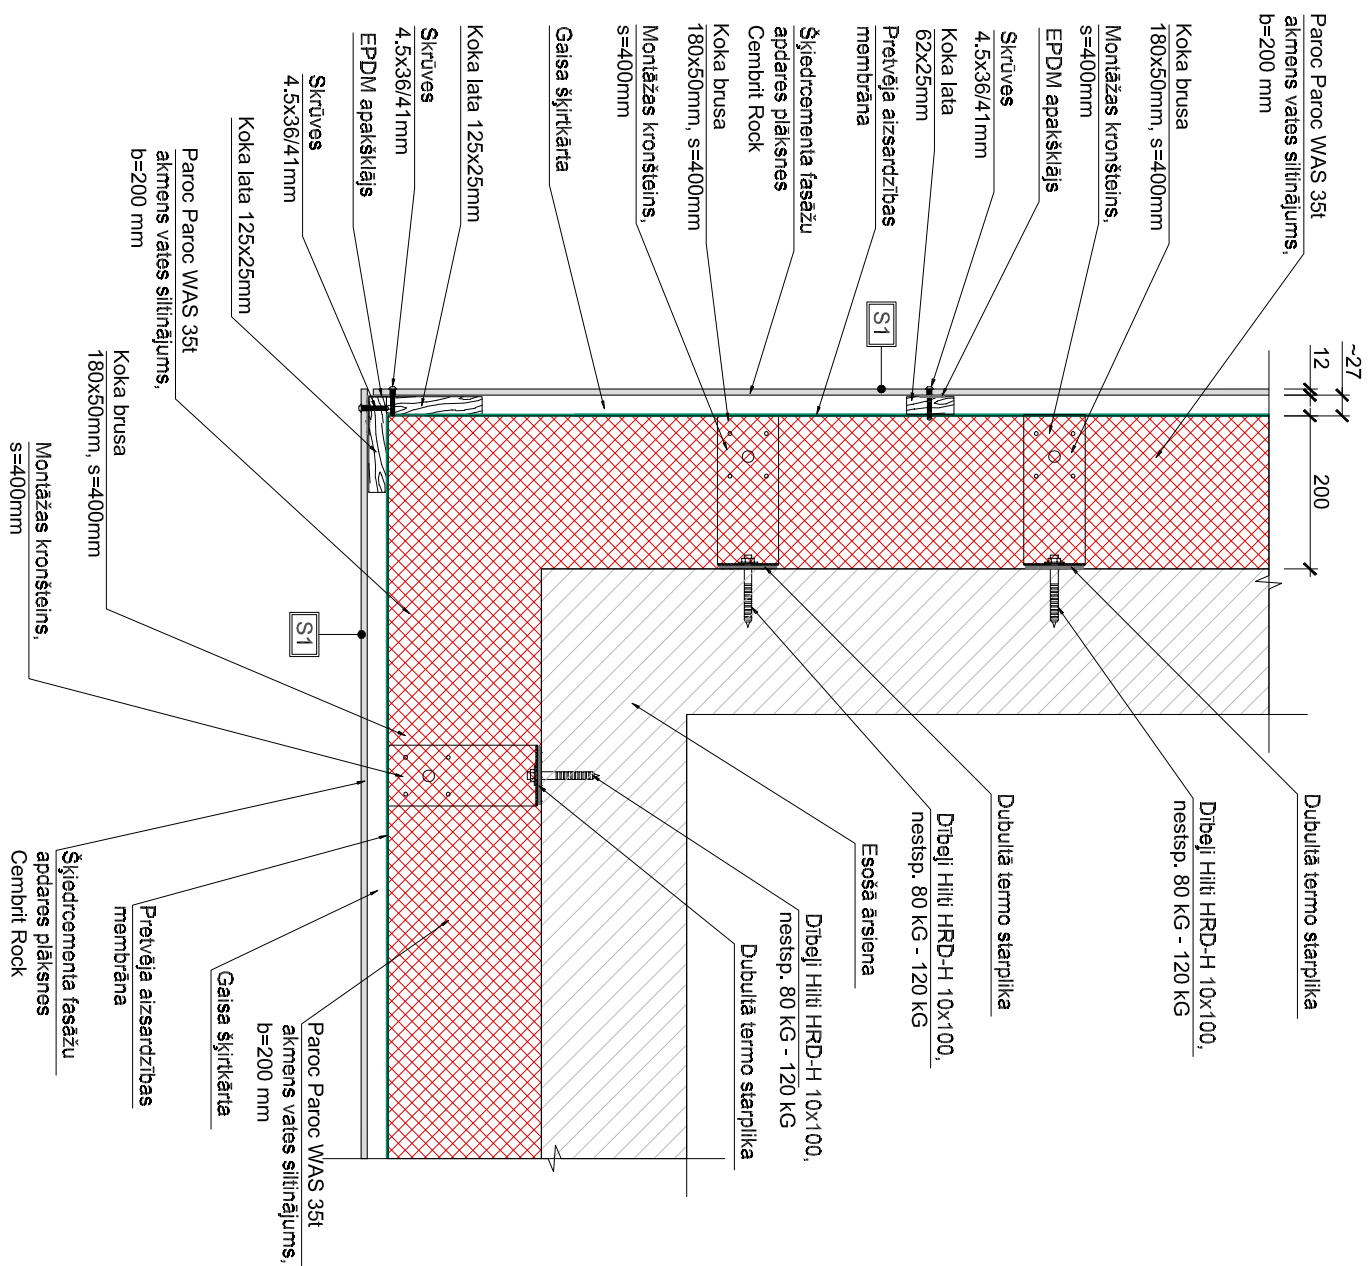 Paroc Paroc WAS 35t
akmens vates siltinājums,
b=200 mm
Koka brusa
180x50mm, s=400mm
Montāžas kronšteins,
s=400mm
EPDM apakšklājs
Skrūves
4.5x36/41mm
Koka lata
62x25mm
Pretvēja aizsardzības
membrāna
Šķiedrcementa fasāžu
apdares plāksnes
Cembrit Rock
Koka brusa
180x50mm, s=400mm
Montāžas kronšteins,
s=400mm
Gaisa šķirtkārta
Koka lata 125x25mm
Skrūves
4.5x36/41mm
EPDM apakšklājs
Skrūves
4.5x36/41mm
Koka lata 125x25mm
Paroc Paroc WAS 35t
akmens vates siltinājums,
b=200 mm
Koka brusa
180x50mm, s=400mm
Montāžas kronšteins,
s=400mm
~27
12
200
S1
S1
Dubultā termo starplika
Dībeļi Hilti HRD-H 10x100,
nestsp. 80 kG - 120 kG
Dubultā termo starplika
Dībeļi Hilti HRD-H 10x100,
nestsp. 80 kG - 120 kG
Esošā ārsiena
Dībeļi Hilti HRD-H 10x100,
nestsp. 80 kG - 120 kG
Dubultā termo starplika
Paroc Paroc WAS 35t
akmens vates siltinājums,
b=200 mm
Gaisa šķirtkārta
Pretvēja aizsardzības
membrāna
Šķiedrcementa fasāžu
apdares plāksnes
Cembrit Rock